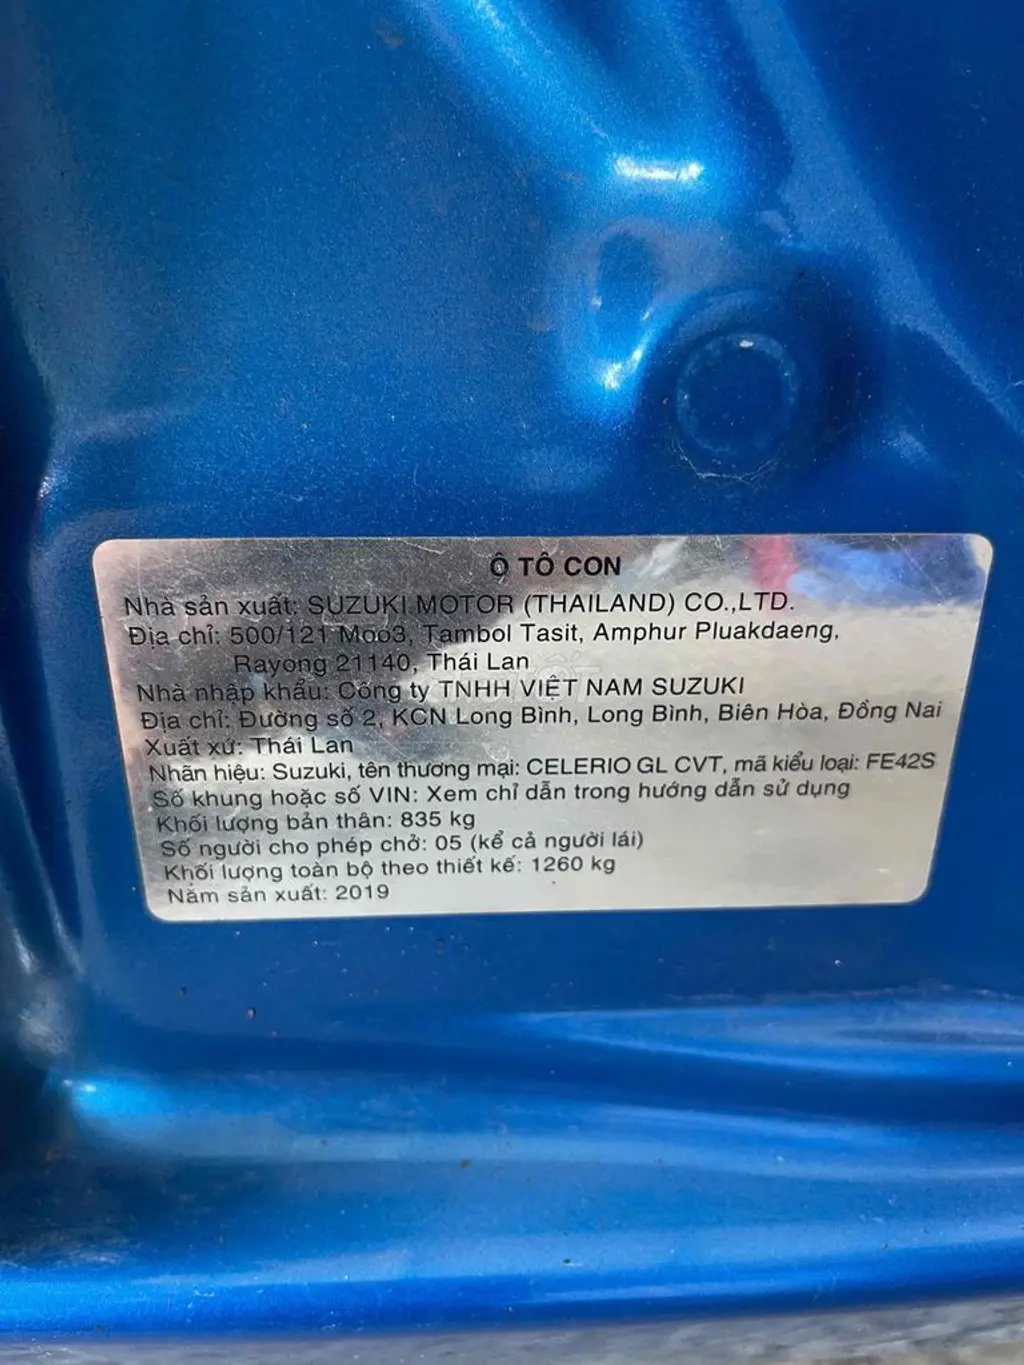 Ô TÔ CON
Nhà sản xuất: SUZUKI MOTOR (THAILAND) CO.,LTD.
Địa chỉ: 500/121 Moo3, Tambol Tasit, Amphur Pluakdaeng,
Rayong 21140, Thái Lan
Nhà nhập khẩu: Công ty TNHH VIỆT NAM SUZUKI
Địa chỉ: Đường số 2, KCN Long Bình, Long Bình, Biên Hòa, Đồng Nai
Xuất xứ: Thái Lan
Nhãn hiệu: Suzuki, tên thương mại: CELERIO GL CVT, mã kiểu loại: FE42S
Số khung hoặc số VIN: Xem chỉ dẫn trong hướng dẫn sử dụng
Khối lượng bản thân: 835 kg
Số người cho phép chở: 05 (kể cả người lái)
Khối lượng toàn bộ theo thiết kế: 1260 kg
Năm sản xuất: 2019